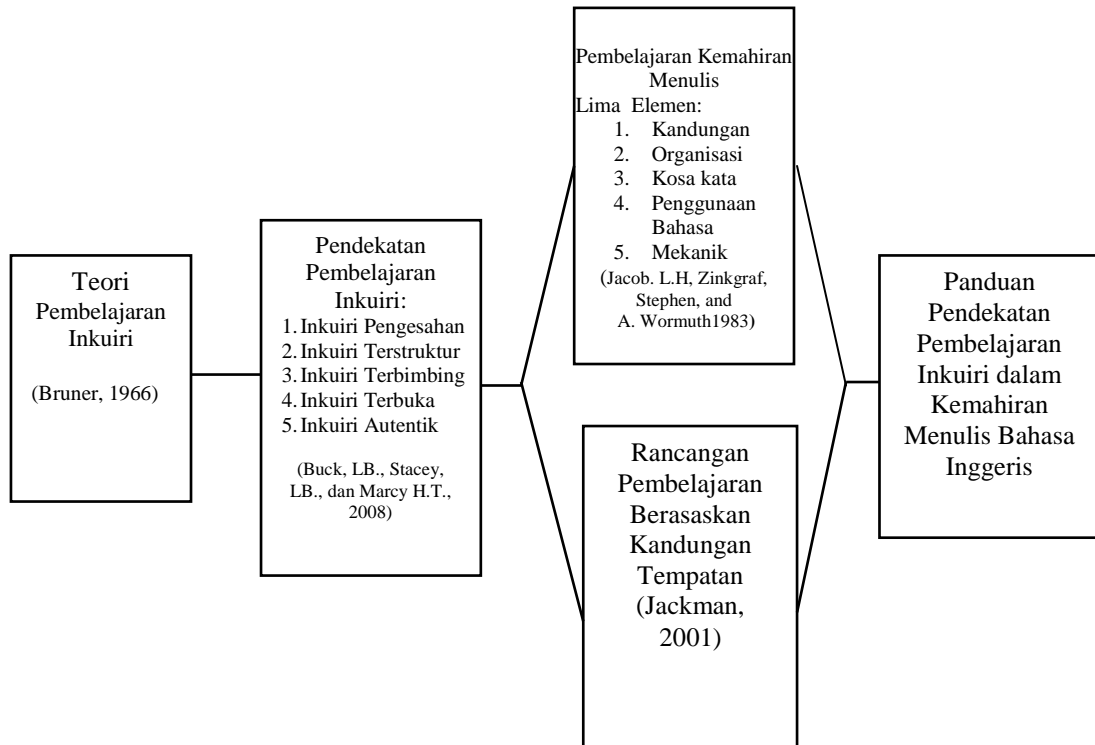 Teori
Pembelajaran
Inkuiri
(Bruner, 1966)
Pendekatan
Pembelajaran
Inkuiri:
1. Inkuiri Pengesahan
2. Inkuiri Terstruktur
3. Inkuiri Terbimbing
4. Inkuiri Terbuka
5. Inkuiri Autentik
(Buck, LB., Stacey,
LB., dan Marcy H.T.,
2008)
Pembelajaran Kemahiran
Menulis
Lima Elemen:
1. Kandungan
2. Organisasi
3. Kosa kata
4. Penggunaan
Bahasa
5. Mekanik
(Jacob. L.H, Zinkgraf,
Stephen, and
A. Wormuth1983)
Rancangan
Pembelajaran
Berasaskan
Kandungan
Tempatan
(Jackman,
2001)
Panduan
Pendekatan
Pembelajaran
Inkuiri dalam
Kemahiran
Menulis Bahasa
Inggeris